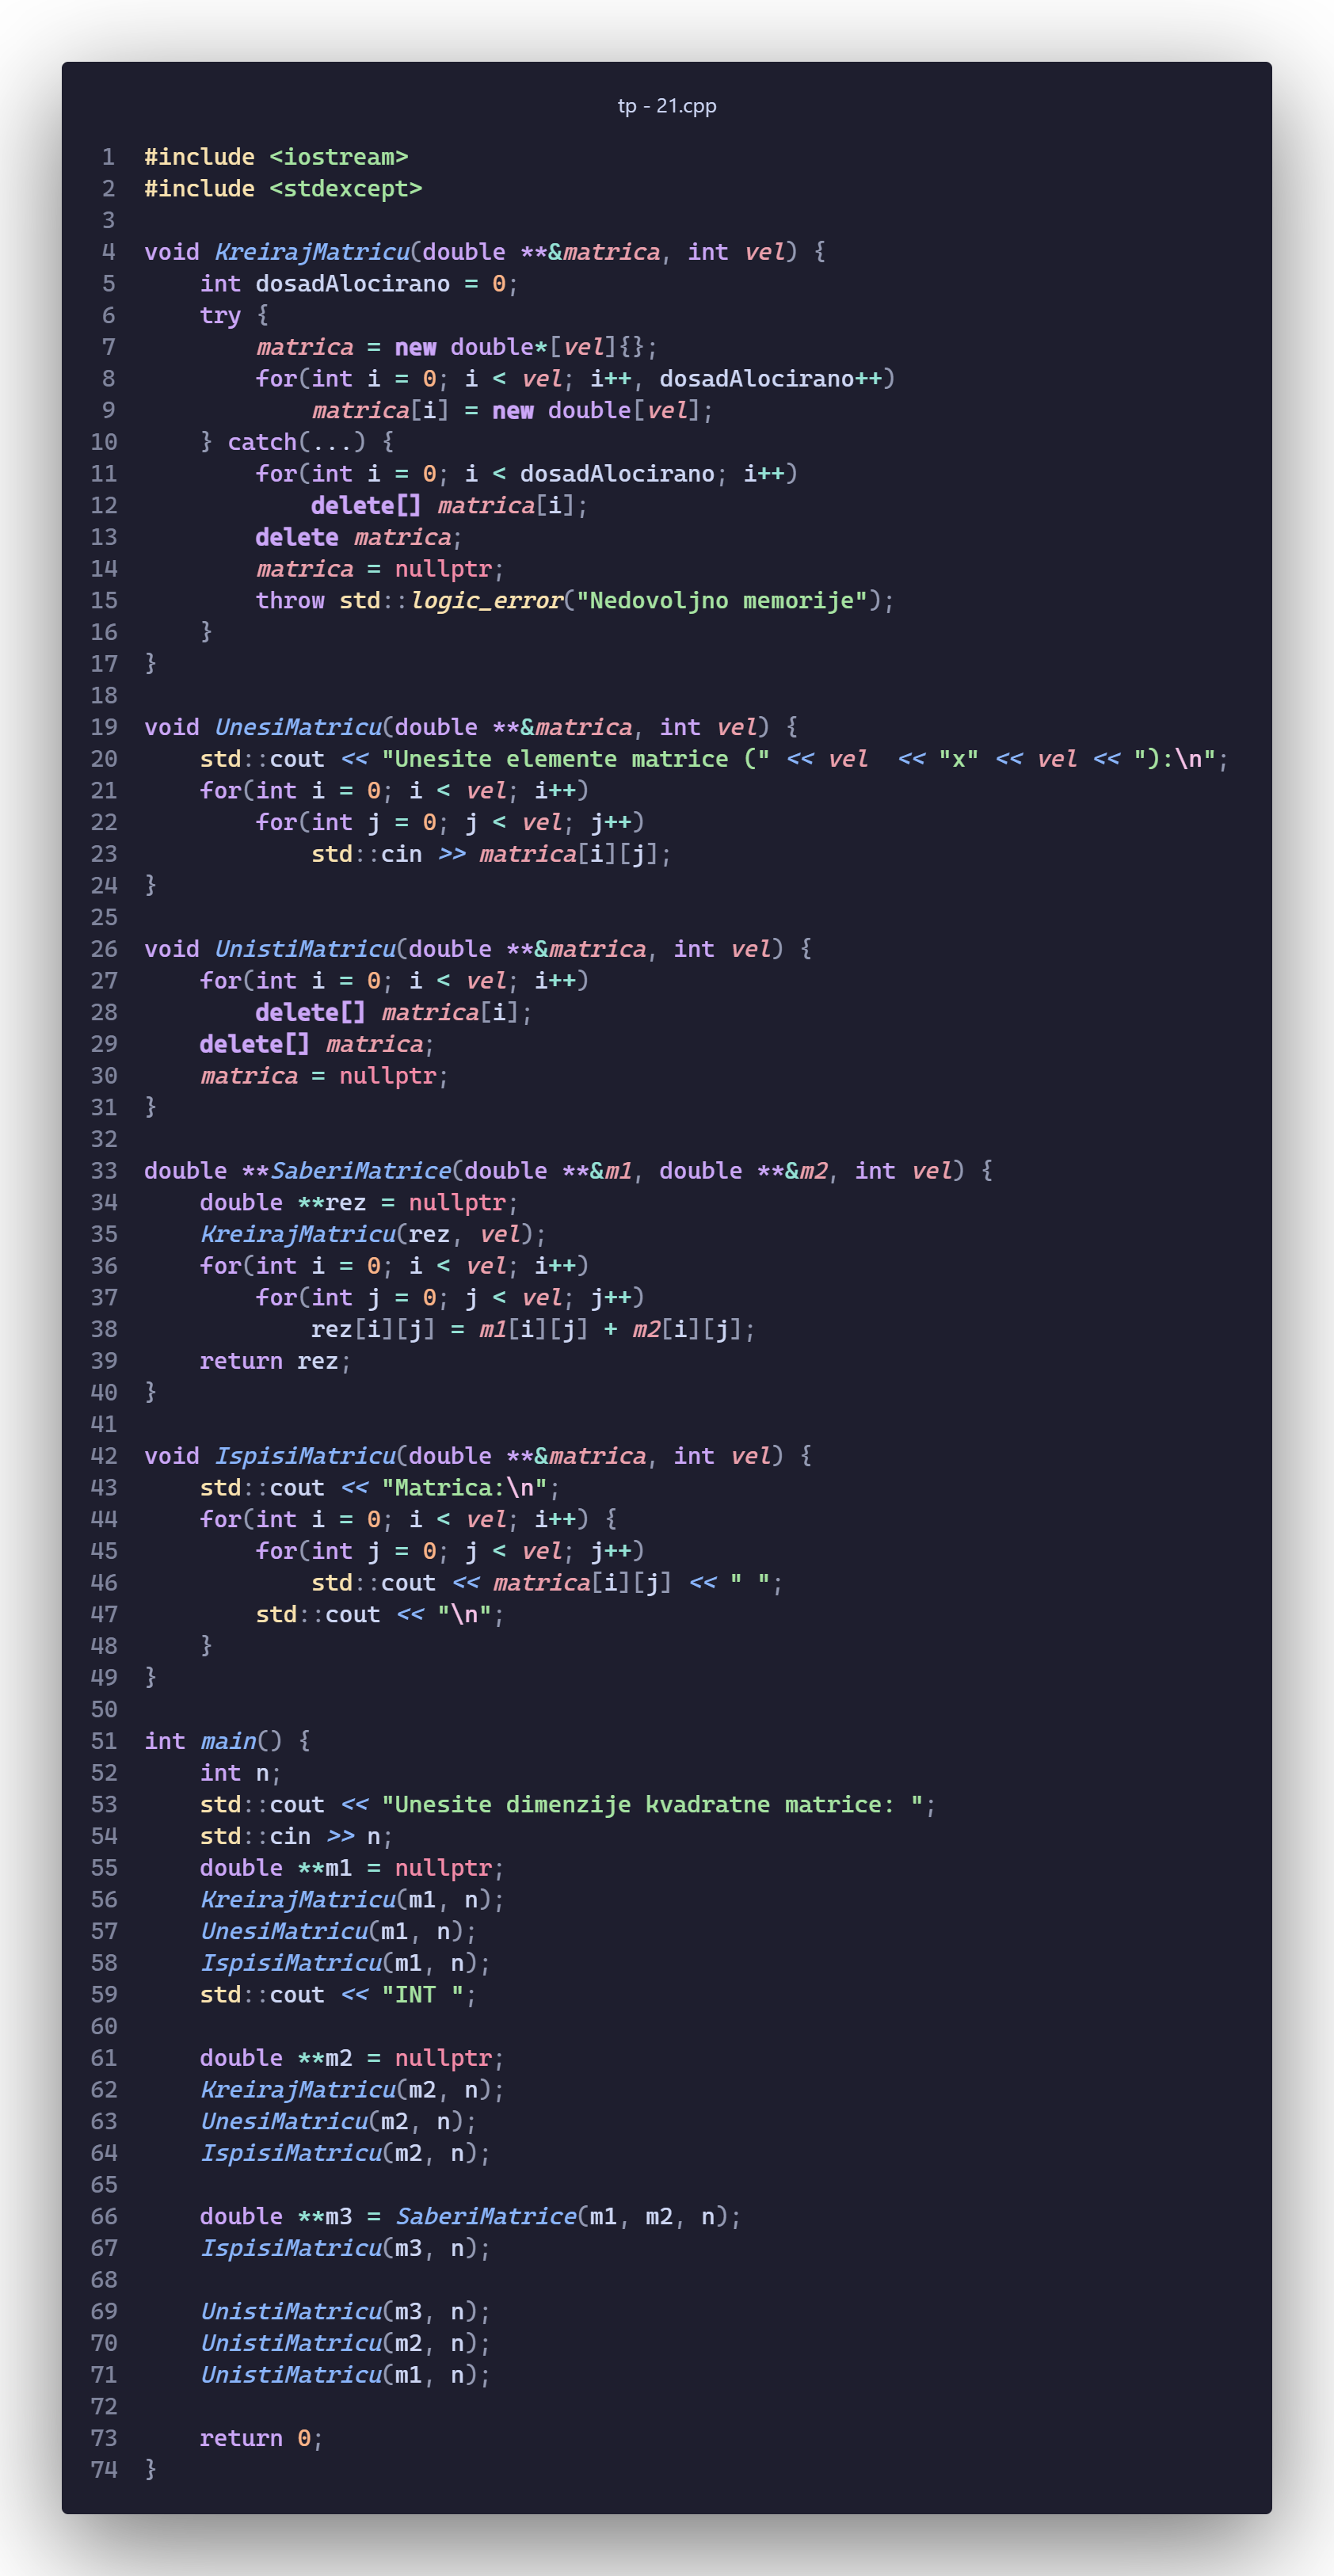 tp - 21.cpp
1 #include <iostream>
2 #include <stdexcept>
3
4 void KreirajMatricu(double **&matrica, int vel) {
5     int dosadAlocirano = 0;
6     try {
7         matrica = new double*[vel]{};
8         for(int i = 0; i < vel; i++, dosadAlocirano++)
9             matrica[i] = new double[vel];
10     } catch(...) {
11         for(int i = 0; i < dosadAlocirano; i++)
12             delete[] matrica[i];
13         delete matrica;
14         matrica = nullptr;
15         throw std::logic_error("Nedovoljno memorije");
16     }
17 }
18
19 void UnesiMatricu(double **&matrica, int vel) {
20     std::cout << "Unesite elemente matrice (" << vel  << "x" << vel << "):\n";
21     for(int i = 0; i < vel; i++)
22         for(int j = 0; j < vel; j++)
23             std::cin >> matrica[i][j];
24 }
25
26 void UnistiMatricu(double **&matrica, int vel) {
27     for(int i = 0; i < vel; i++)
28         delete[] matrica[i];
29     delete[] matrica;
30     matrica = nullptr;
31 }
32
33 double **SaberiMatrice(double **&m1, double **&m2, int vel) {
34     double **rez = nullptr;
35     KreirajMatricu(rez, vel);
36     for(int i = 0; i < vel; i++)
37         for(int j = 0; j < vel; j++)
38             rez[i][j] = m1[i][j] + m2[i][j];
39     return rez;
40 }
41
42 void IspisiMatricu(double **&matrica, int vel) {
43     std::cout << "Matrica:\n";
44     for(int i = 0; i < vel; i++) {
45         for(int j = 0; j < vel; j++)
46             std::cout << matrica[i][j] << " ";
47         std::cout << "\n";
48     }
49 }
50
51 int main() {
52     int n;
53     std::cout << "Unesite dimenzije kvadratne matrice: ";
54     std::cin >> n;
55     double **m1 = nullptr;
56     KreirajMatricu(m1, n);
57     UnesiMatricu(m1, n);
58     IspisiMatricu(m1, n);
59     std::cout << "INT ";
60
61     double **m2 = nullptr;
62     KreirajMatricu(m2, n);
63     UnesiMatricu(m2, n);
64     IspisiMatricu(m2, n);
65
66     double **m3 = SaberiMatrice(m1, m2, n);
67     IspisiMatricu(m3, n);
68
69     UnistiMatricu(m3, n);
70     UnistiMatricu(m2, n);
71     UnistiMatricu(m1, n);
72
73     return 0;
74 }